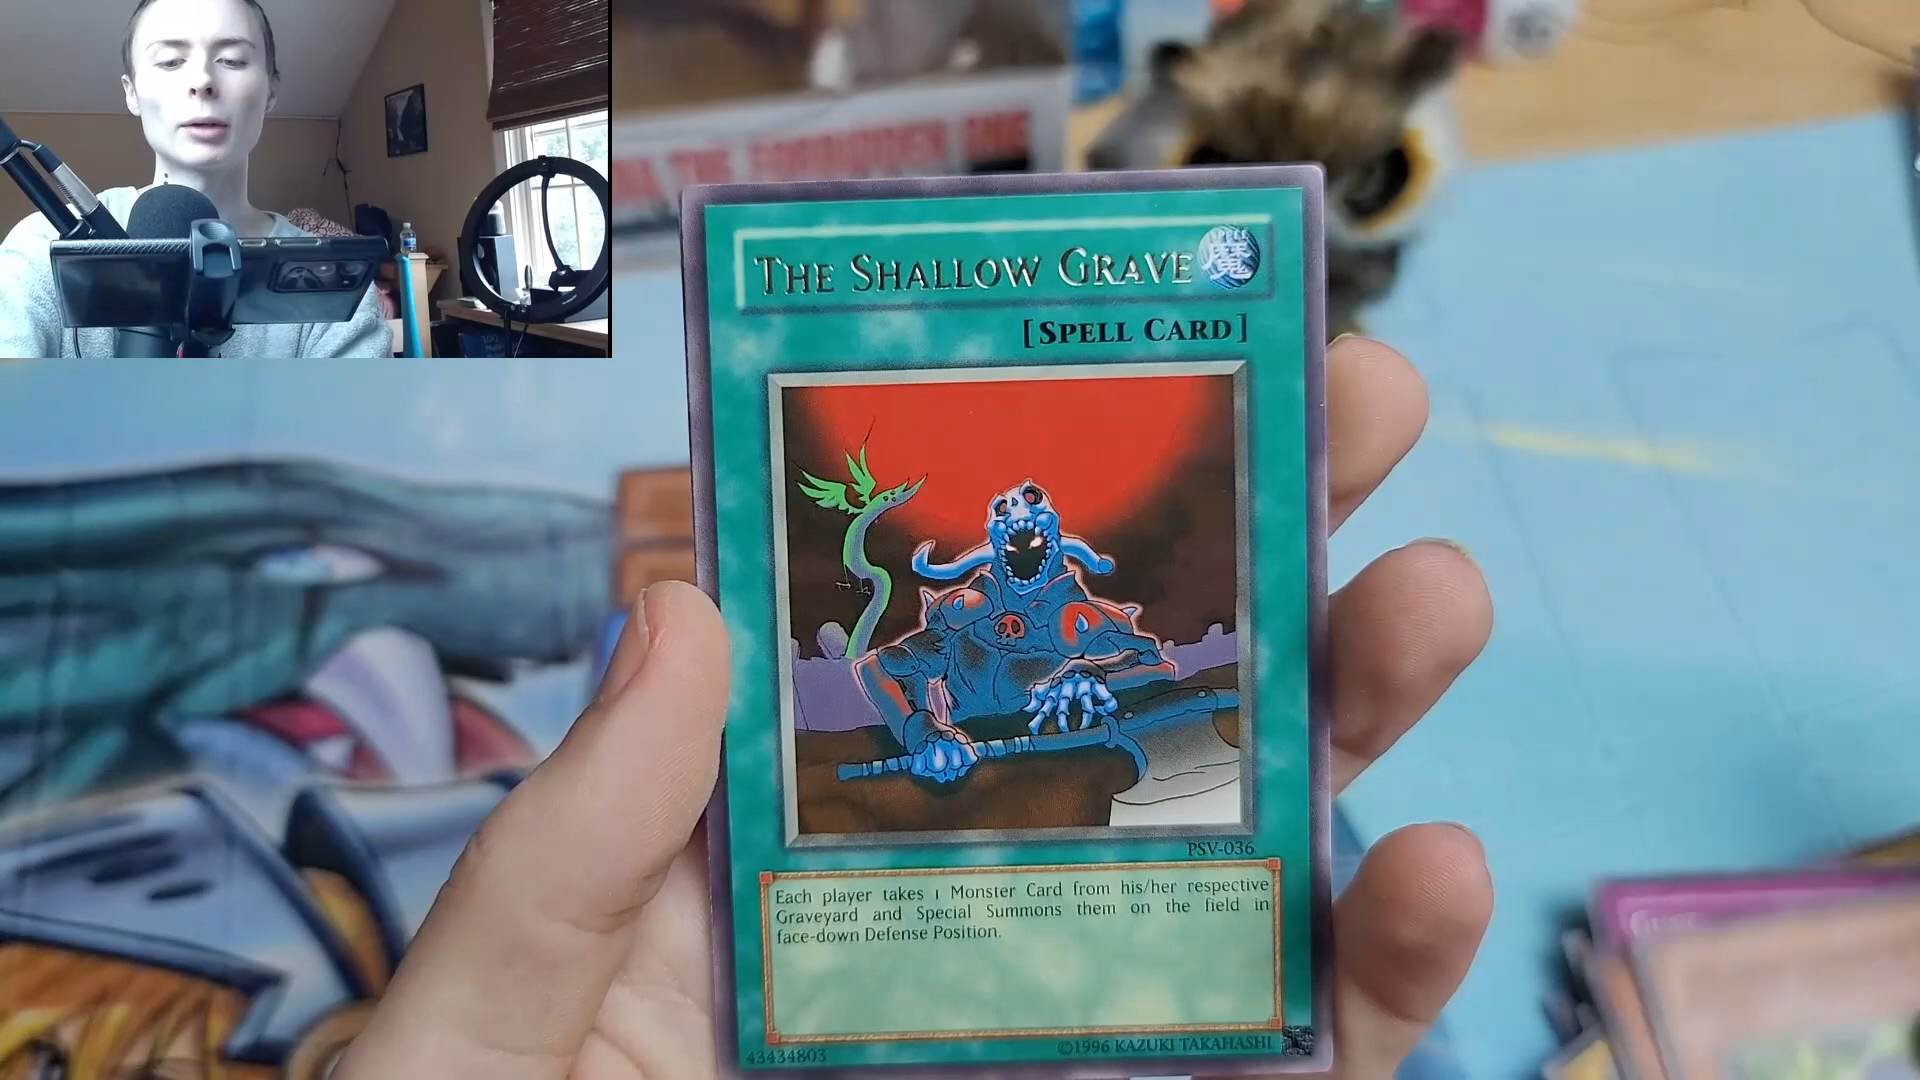 THE SHALLOW GRAVE
SPELL
魔
[SPELL CARD]
PSV-036
Each player takes 1 Monster Card from his/her respective
Graveyard and Special Summons them on the field in
face-down Defense Position.
43434803
©1996 KAZUKI TAKAHASHI